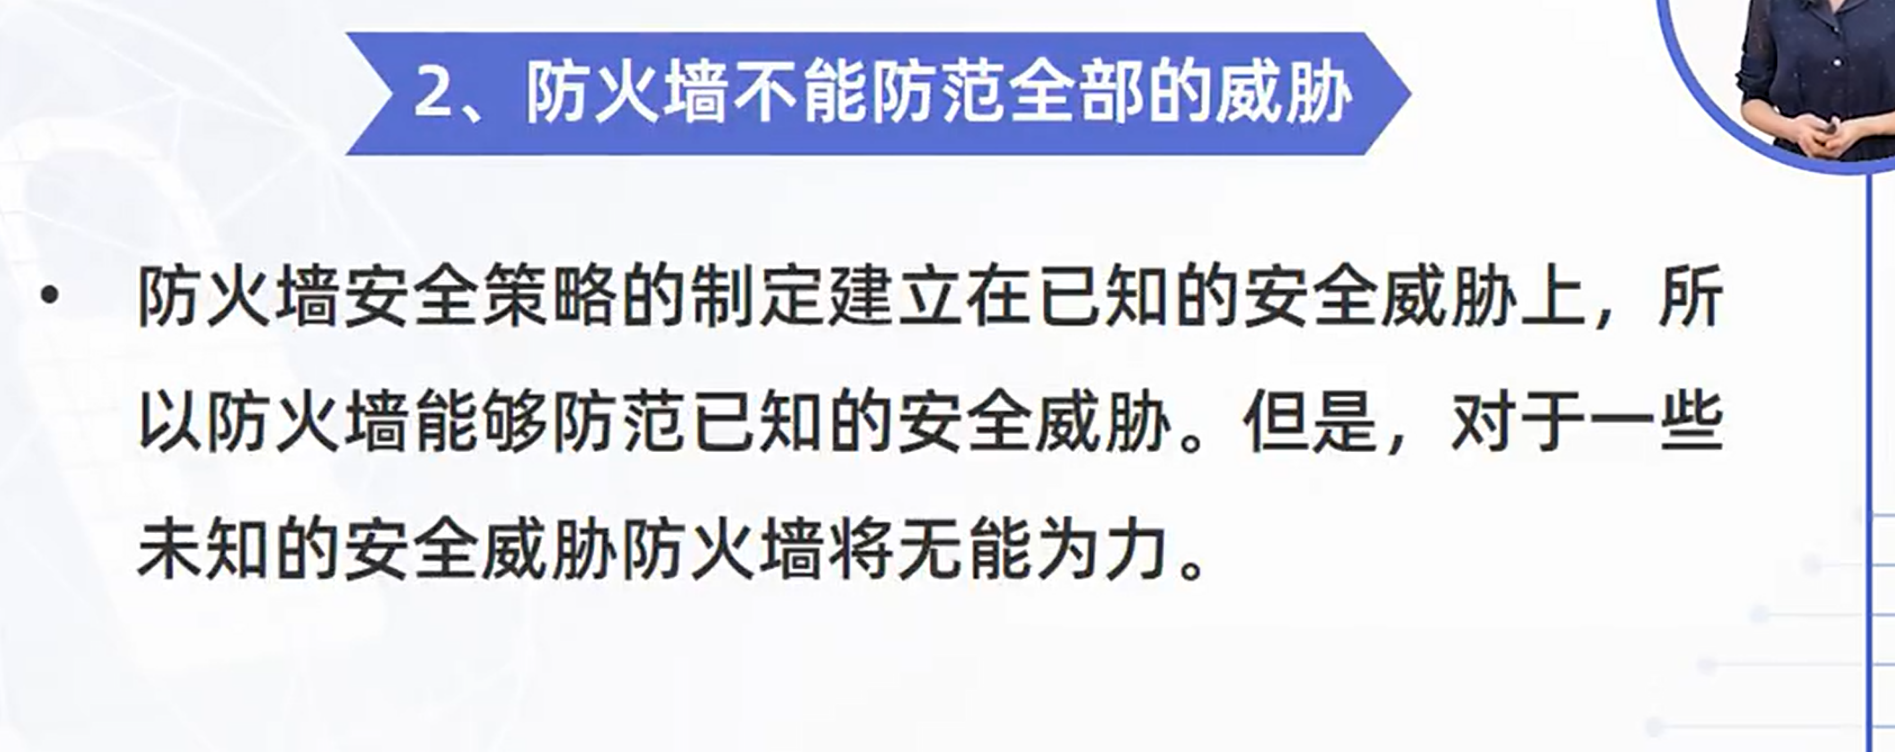 2、防火墙不能防范全部的威胁
• 防火墙安全策略的制定建立在已知的安全威胁上，所
以防火墙能够防范已知的安全威胁。但是，对于一些
未知的安全威胁防火墙将无能为力。